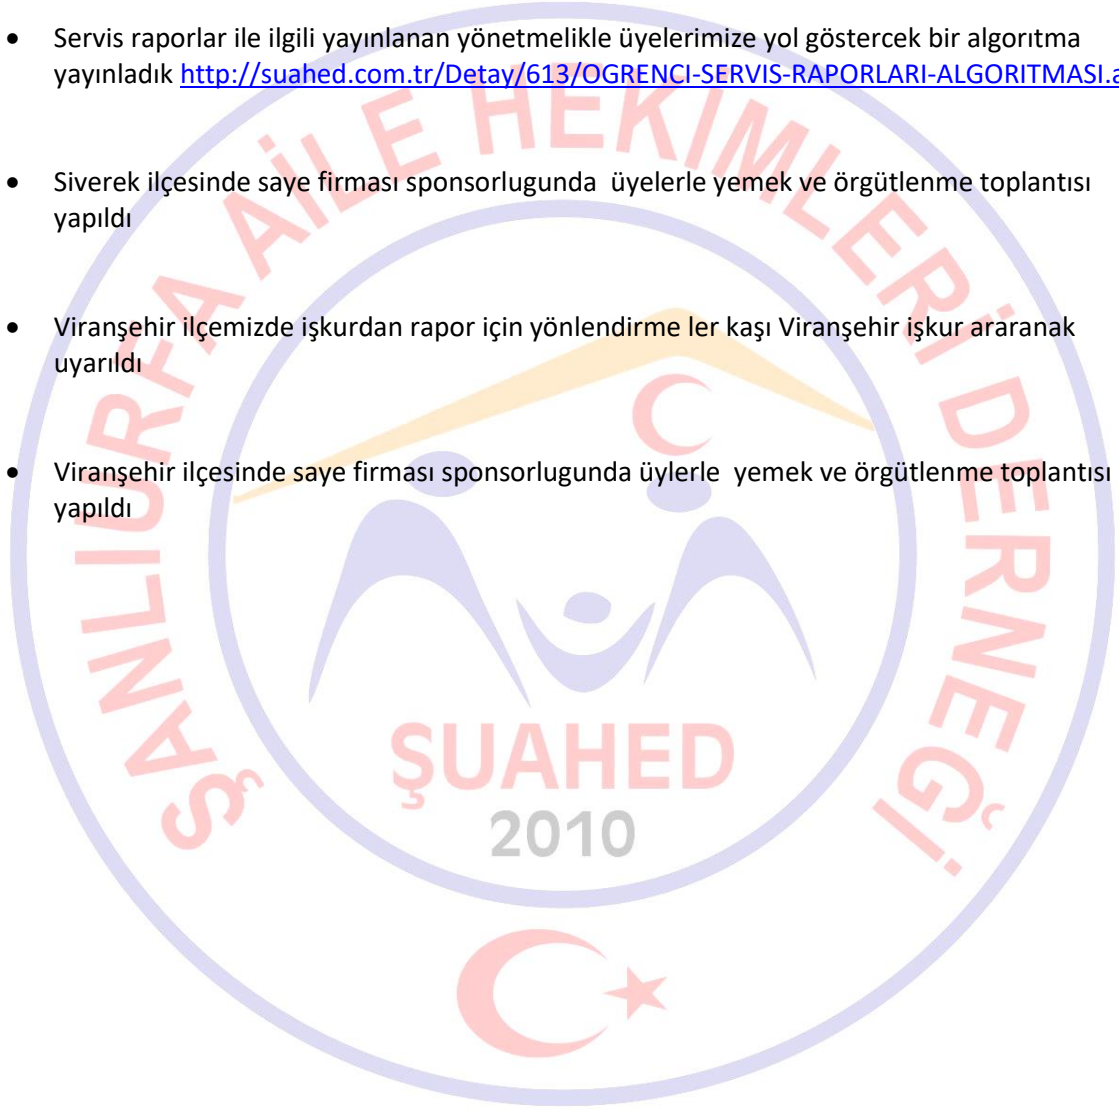 • Servis raporlar ile ilgili yayınlanan yönetmelikle üyelerimize yol göstercek bir algorıtma
yayınladık http://suahed.com.tr/Detay/613/OGRENCI-SERVIS-RAPORLARI-ALGORITMASI.a
• Siverek ilçesinde saye firması sponsorlugunda üyelerle yemek ve örgütlenme toplantısı
yapıldı
• Viranşehir ilçemizde işkurdan rapor için yönlendirme ler kaşı Viranşehir işkur araranak
uyarıldı
• Viranşehir ilçesinde saye firması sponsorlugunda üylerle yemek ve örgütlenme toplantısı
yapıldı
ŞANLIURFA AİLE HEKİMLERİ DERNEĞİ
ŞUAHED
2010